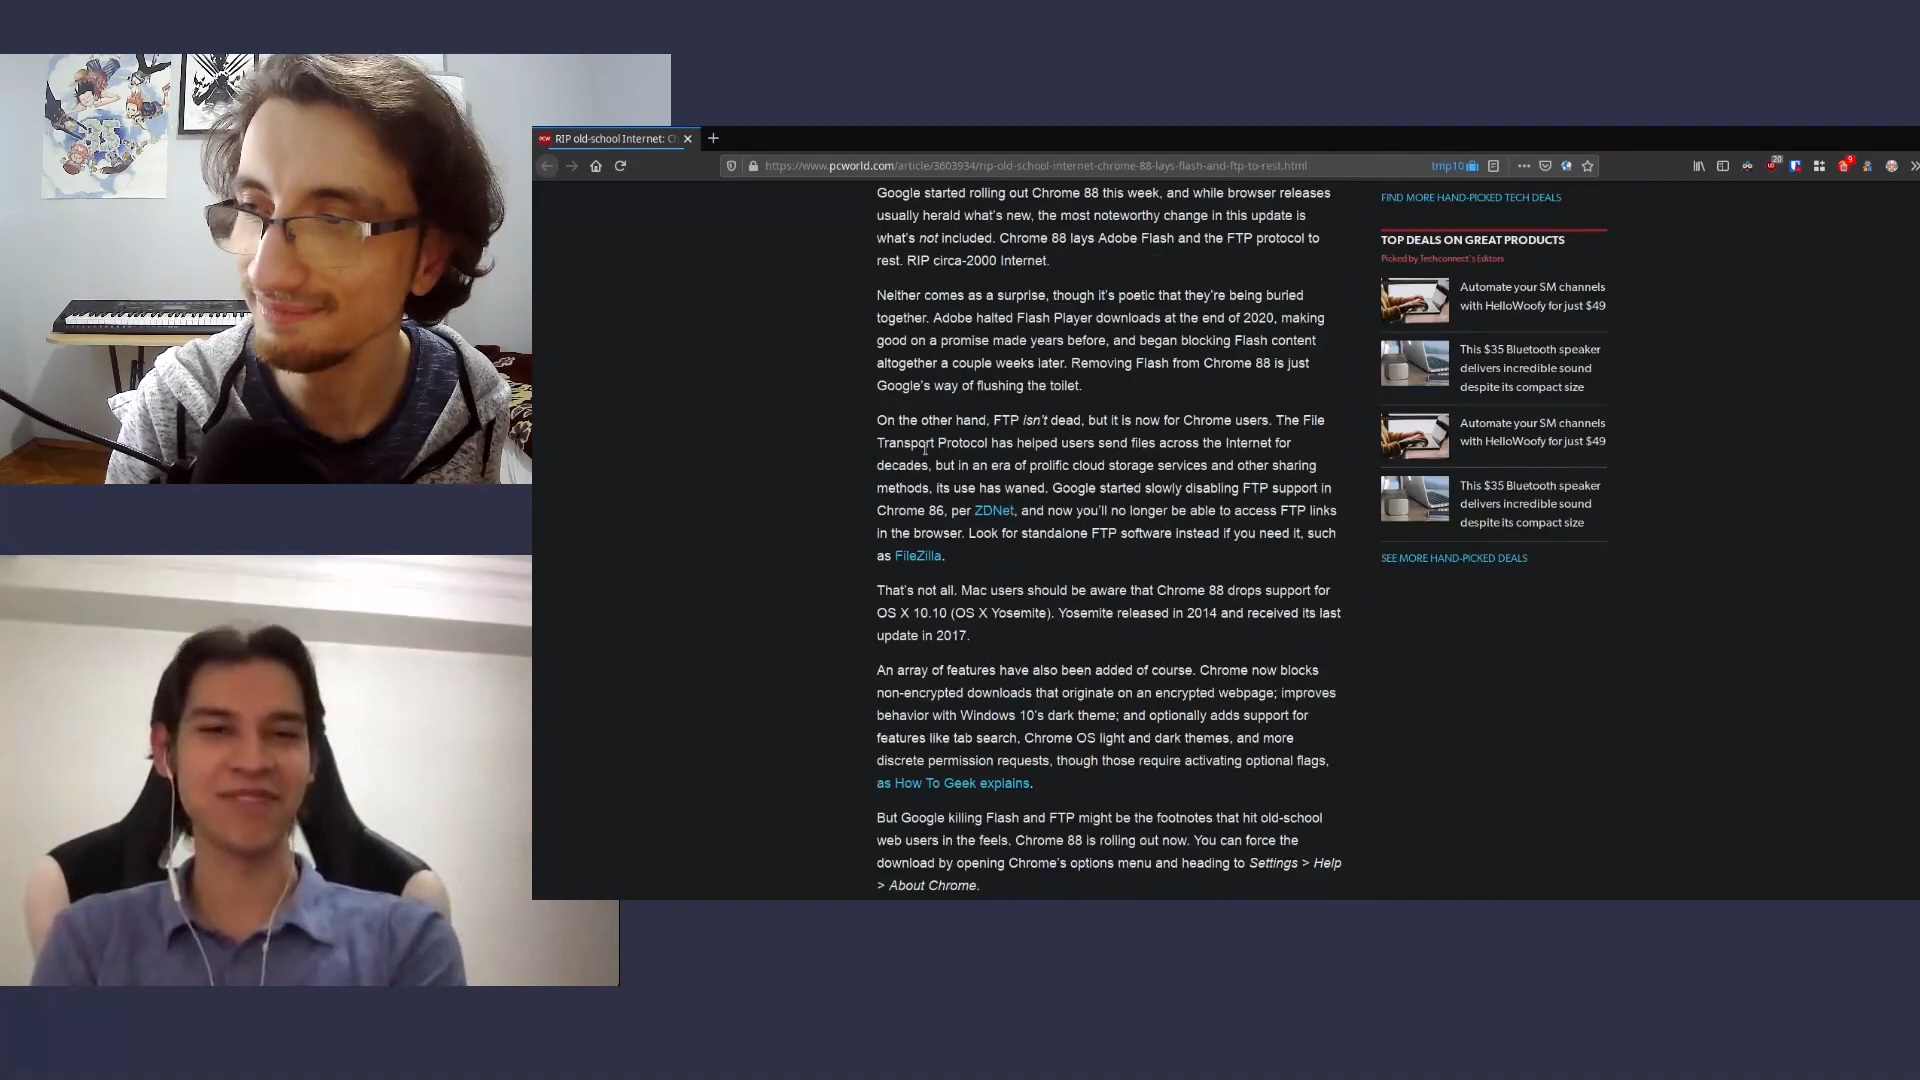 RIP old-school Internet: C
https://www.pcworld.com/article/3603934/rip-old-school-internet-chrome-88-lays-flash-and-ftp-to-rest.html
tmp10
20
9
Google started rolling out Chrome 88 this week, and while browser releases
usually herald what's new, the most noteworthy change in this update is
what's not included. Chrome 88 lays Adobe Flash and the FTP protocol to
rest. RIP circa-2000 Internet.
Neither comes as a surprise, though it's poetic that they're being buried
together. Adobe halted Flash Player downloads at the end of 2020, making
good on a promise made years before, and began blocking Flash content
altogether a couple weeks later. Removing Flash from Chrome 88 is just
Google's way of flushing the toilet.
On the other hand, FTP isn't dead, but it is now for Chrome users. The File
Transport Protocol has helped users send files across the Internet for
decades, but in an era of prolific cloud storage services and other sharing
methods, its use has waned. Google started slowly disabling FTP support in
Chrome 86, per ZDNet, and now you'll no longer be able to access FTP links
in the browser. Look for standalone FTP software instead if you need it, such
as FileZilla.
That's not all. Mac users should be aware that Chrome 88 drops support for
OS X 10.10 (OS X Yosemite). Yosemite released in 2014 and received its last
update in 2017.
An array of features have also been added of course. Chrome now blocks
non-encrypted downloads that originate on an encrypted webpage; improves
behavior with Windows 10's dark theme; and optionally adds support for
features like tab search, Chrome OS light and dark themes, and more
discrete permission requests, though those require activating optional flags,
as How To Geek explains.
But Google killing Flash and FTP might be the footnotes that hit old-school
web users in the feels. Chrome 88 is rolling out now. You can force the
download by opening Chrome's options menu and heading to Settings > Help
> About Chrome.
FIND MORE HAND-PICKED TECH DEALS
TOP DEALS ON GREAT PRODUCTS
Picked by Techconnect's Editors
Automate your SM channels
with HelloWoofy for just $49
This $35 Bluetooth speaker
delivers incredible sound
despite its compact size
Automate your SM channels
with HelloWoofy for just $49
This $35 Bluetooth speaker
delivers incredible sound
despite its compact size
SEE MORE HAND-PICKED DEALS